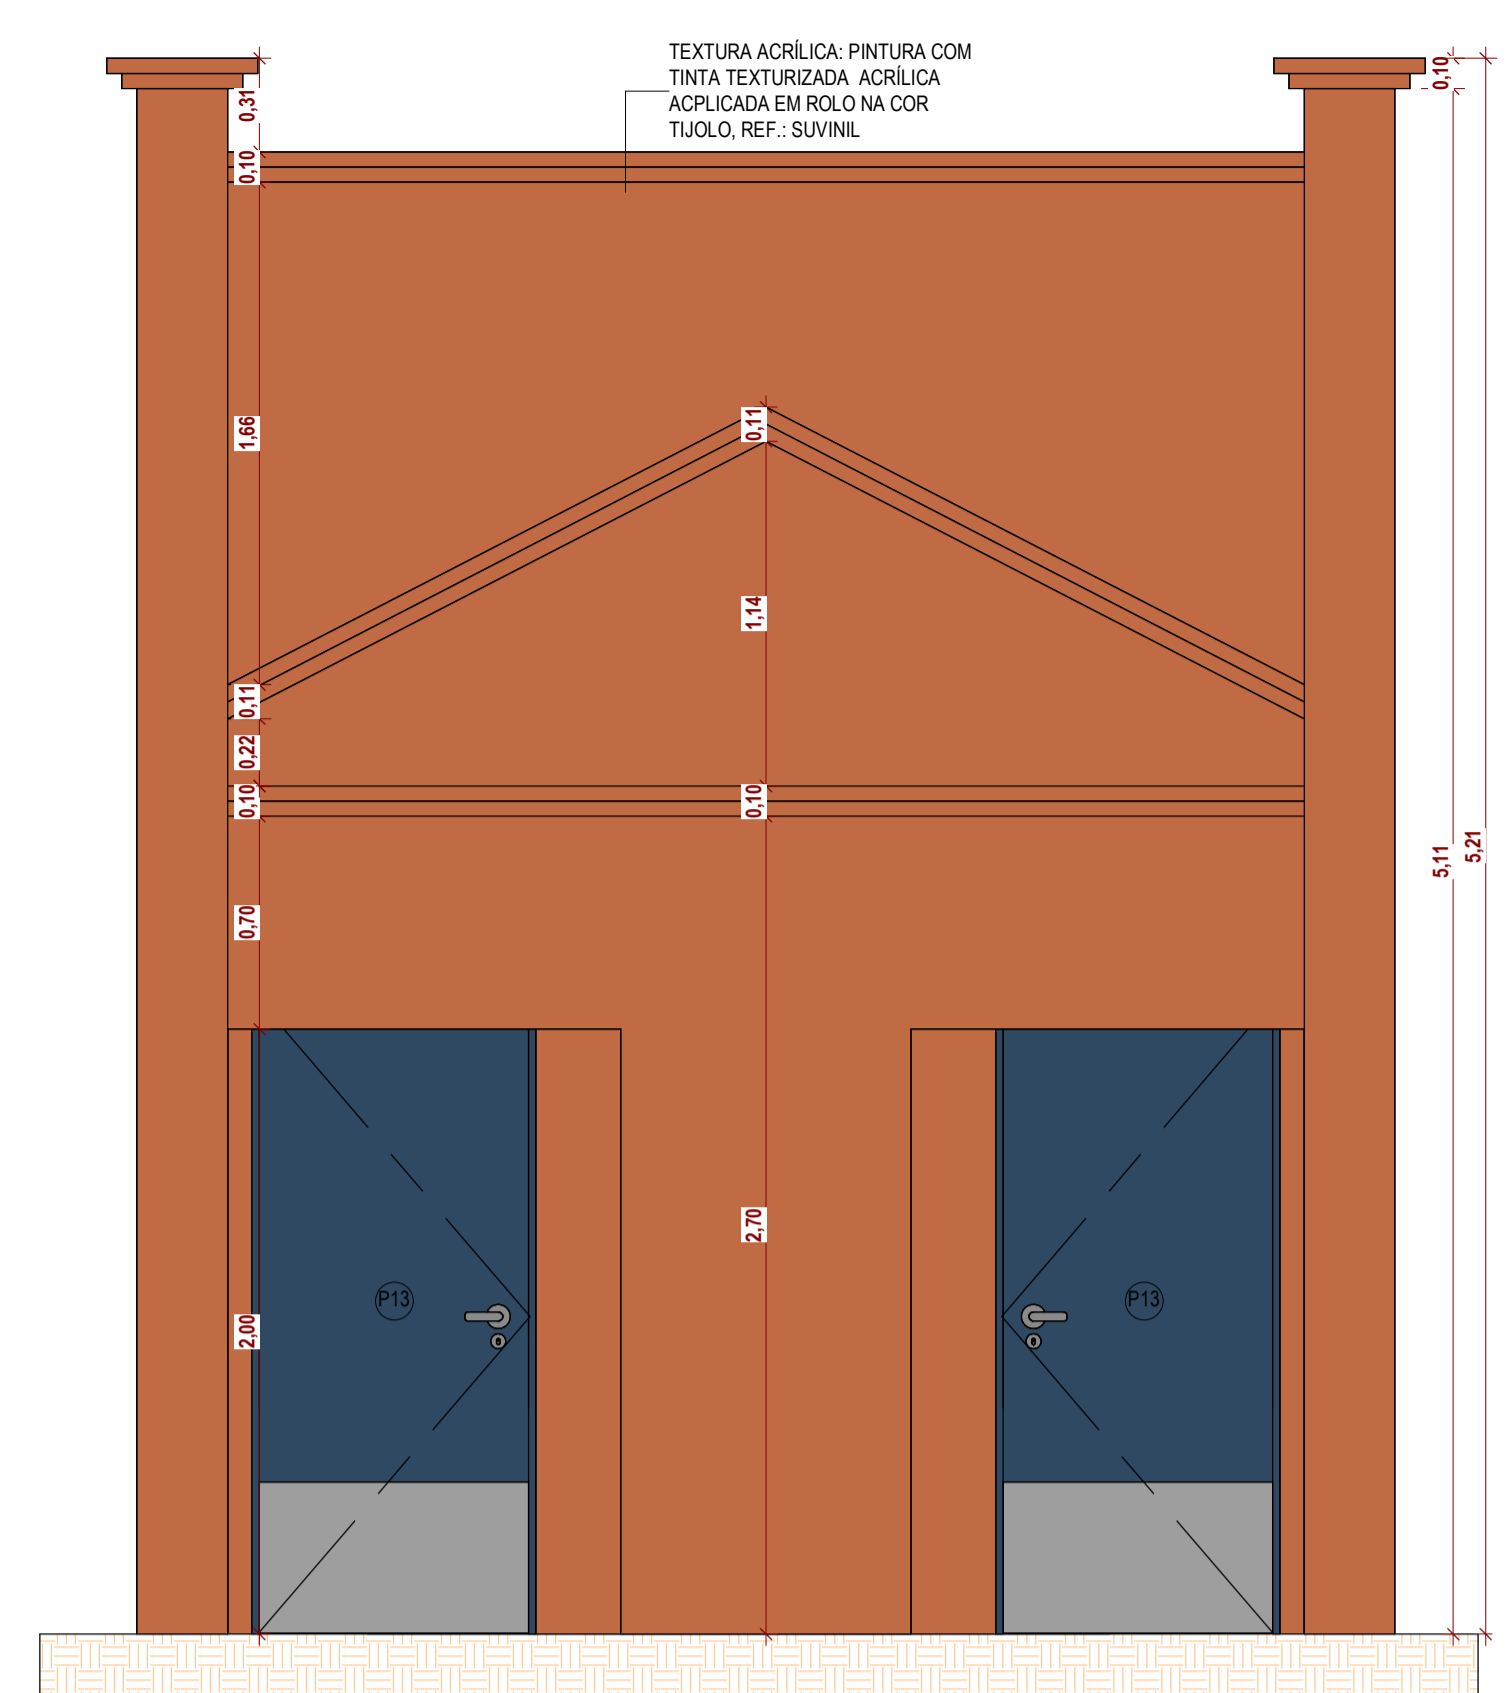 TEXTURA ACRÍLICA: PINTURA COM
TINTA TEXTURIZADA ACRÍLICA
ACPLICADA EM ROLO NA COR
TIJOLO, REF.: SUVINIL
0,31
0,10
0,10
1,66
0,11
1,14
0,11
0,22
0,10
0,10
5,11
5,21
0,70
2,70
2,00
P13
P13